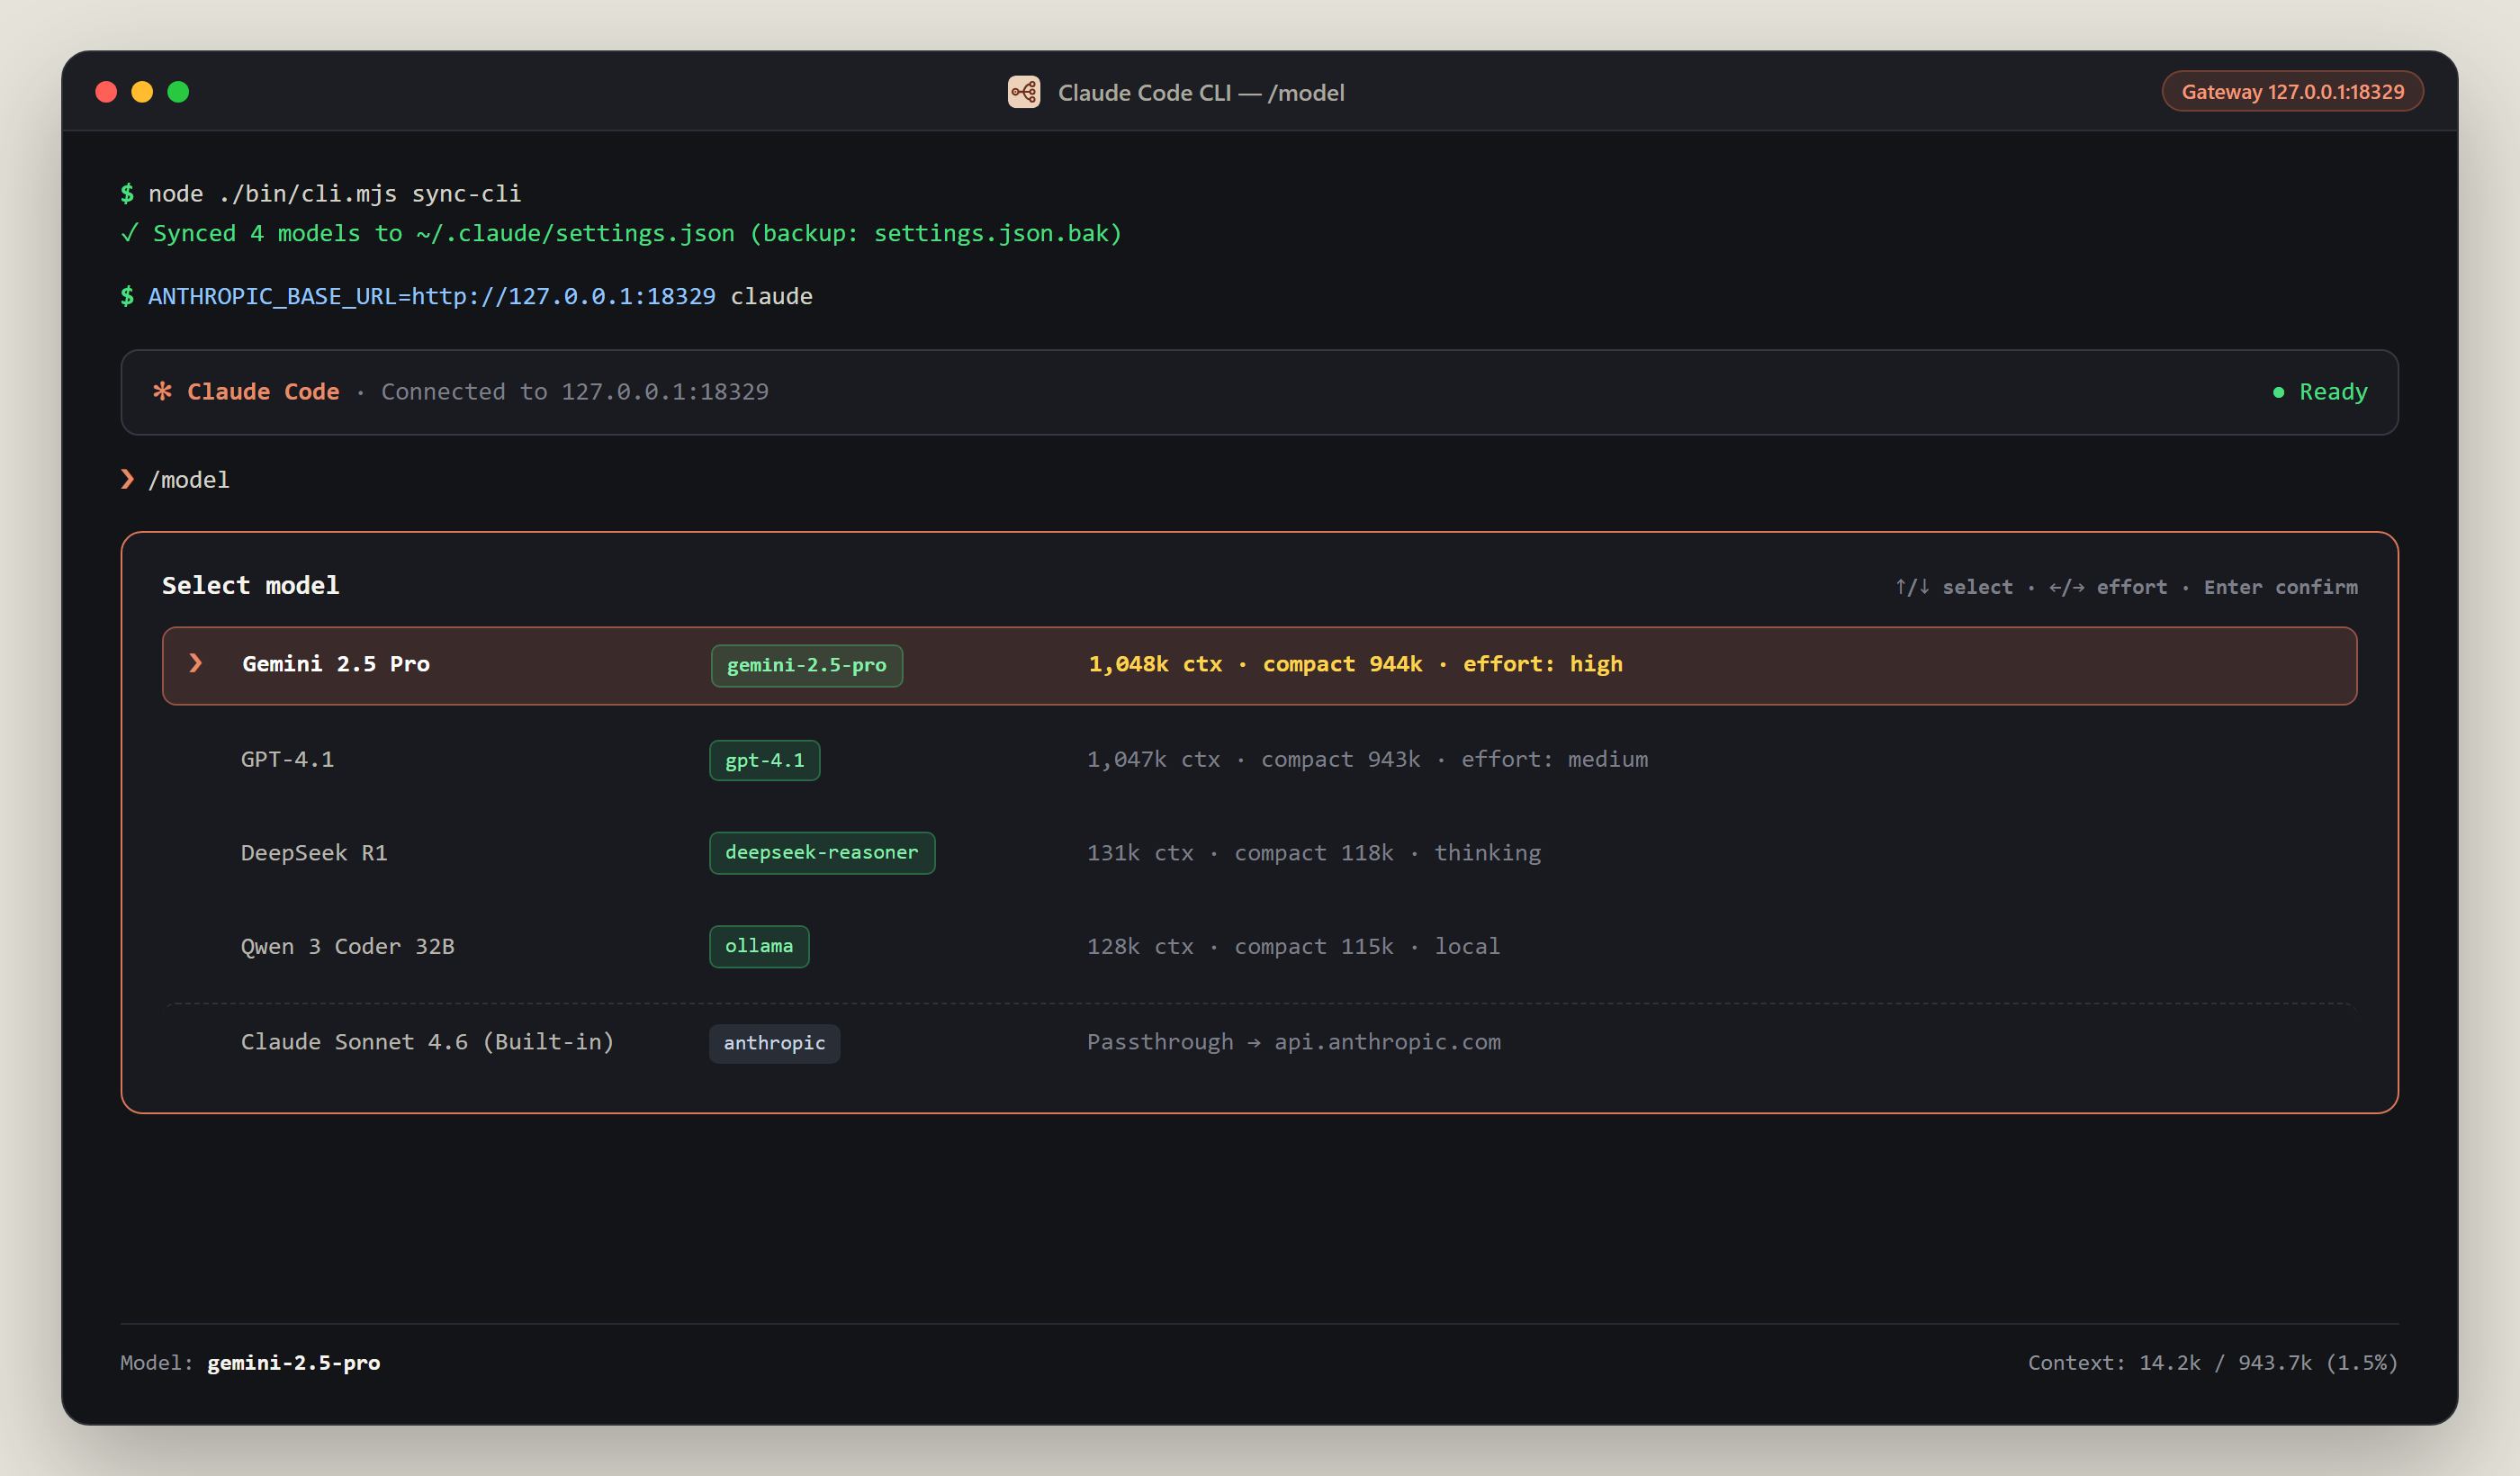 Claude Code CLI — /model
Gateway 127.0.0.1:18329
$ node ./bin/cli.mjs sync-cli
✓ Synced 4 models to ~/.claude/settings.json (backup: settings.json.bak)
$ ANTHROPIC_BASE_URL=http://127.0.0.1:18329 claude
✻ Claude Code · Connected to 127.0.0.1:18329 ● Ready
❯ /model
Select model ↑/↓ select · ←/→ effort · Enter confirm
❯ Gemini 2.5 Pro gemini-2.5-pro 1,048k ctx · compact 944k · effort: high
GPT-4.1 gpt-4.1 1,047k ctx · compact 943k · effort: medium
DeepSeek R1 deepseek-reasoner 131k ctx · compact 118k · thinking
Qwen 3 Coder 32B ollama 128k ctx · compact 115k · local
Claude Sonnet 4.6 (Built-in) anthropic Passthrough → api.anthropic.com
Model: gemini-2.5-pro Context: 14.2k / 943.7k (1.5%)